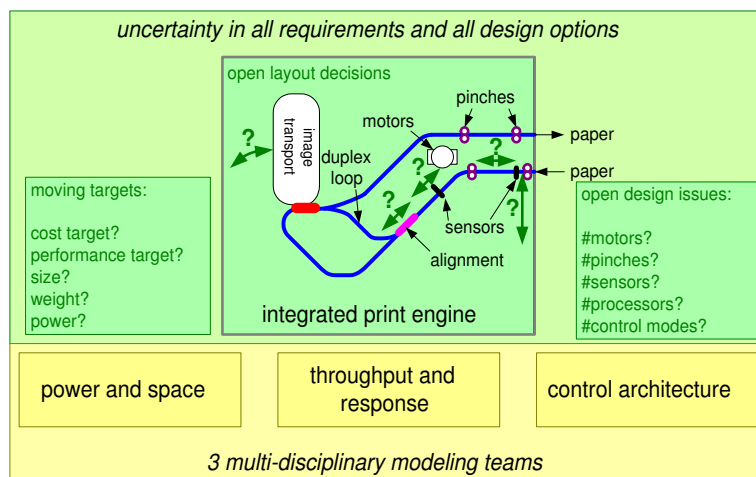 uncertainty in all requirements and all design options
open layout decisions
pinches
image
transport
motors
paper
?
?
duplex
loop
paper
?
?
?
moving targets:
cost target?
performance target?
size?
weight?
power?
sensors
alignment
open design issues:
#motors?
#pinches?
#sensors?
#processors?
#control modes?
integrated print engine
power and space
throughput and
response
control architecture
3 multi-disciplinary modeling teams